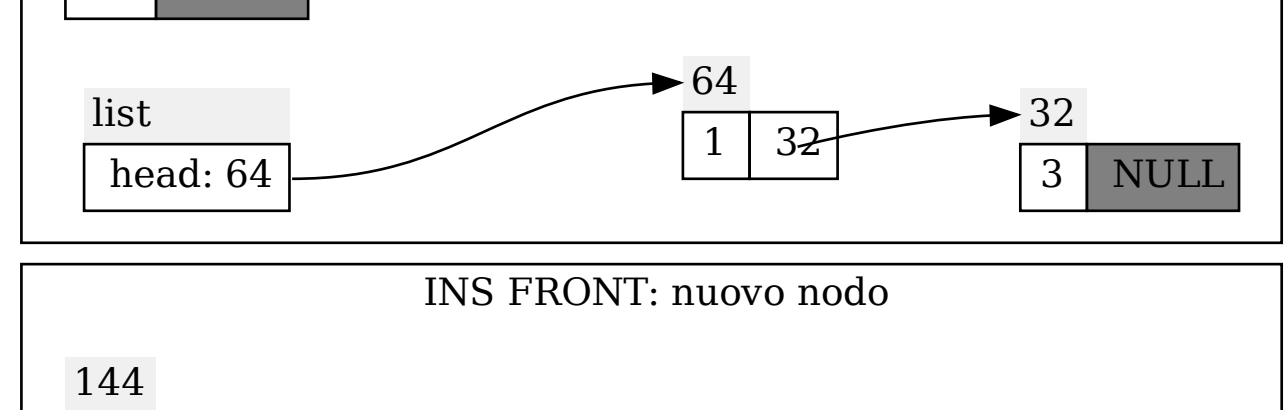 64
list
32
1 32
head: 64
3 NULL
INS FRONT: nuovo nodo
144